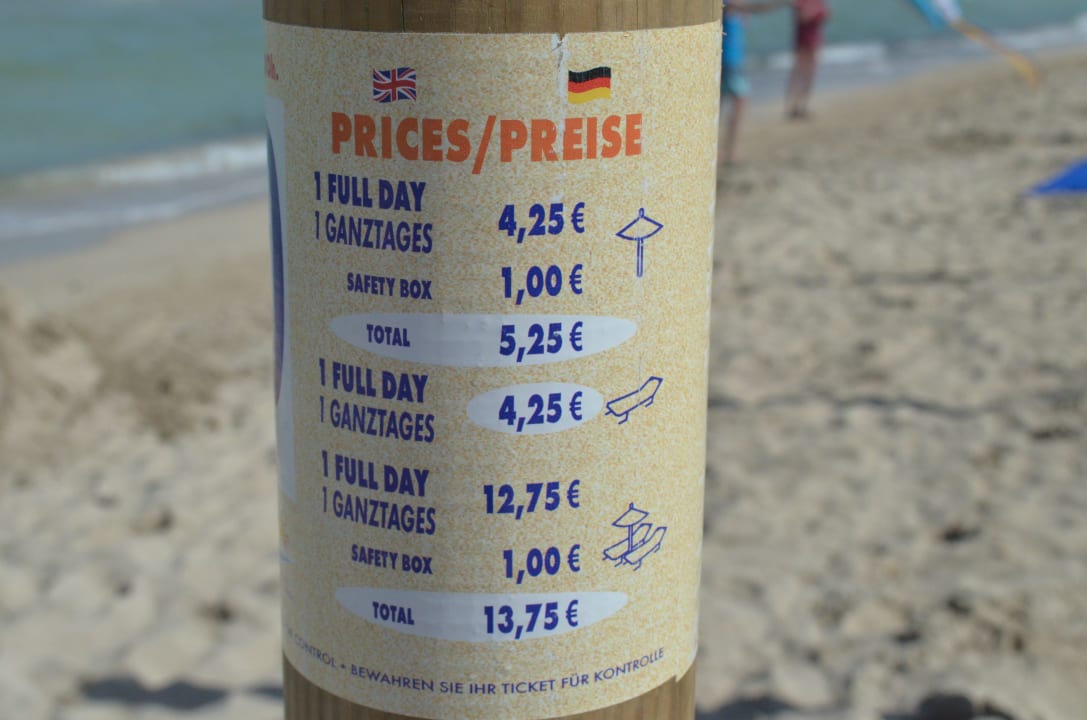 PRICES/PREISE
1 FULL DAY
1 GANZTAGES
4,25 €
SAFETY BOX 1,00 €
TOTAL 5,25 €
1 FULL DAY
1 GANZTAGES
4,25 €
1 FULL DAY
1 GANZTAGES
12,75 €
SAFETY BOX 1,00 €
TOTAL 13,75 €
CONTROL • BEWAHREN SIE IHR TICKET FÜR KONTROLLE